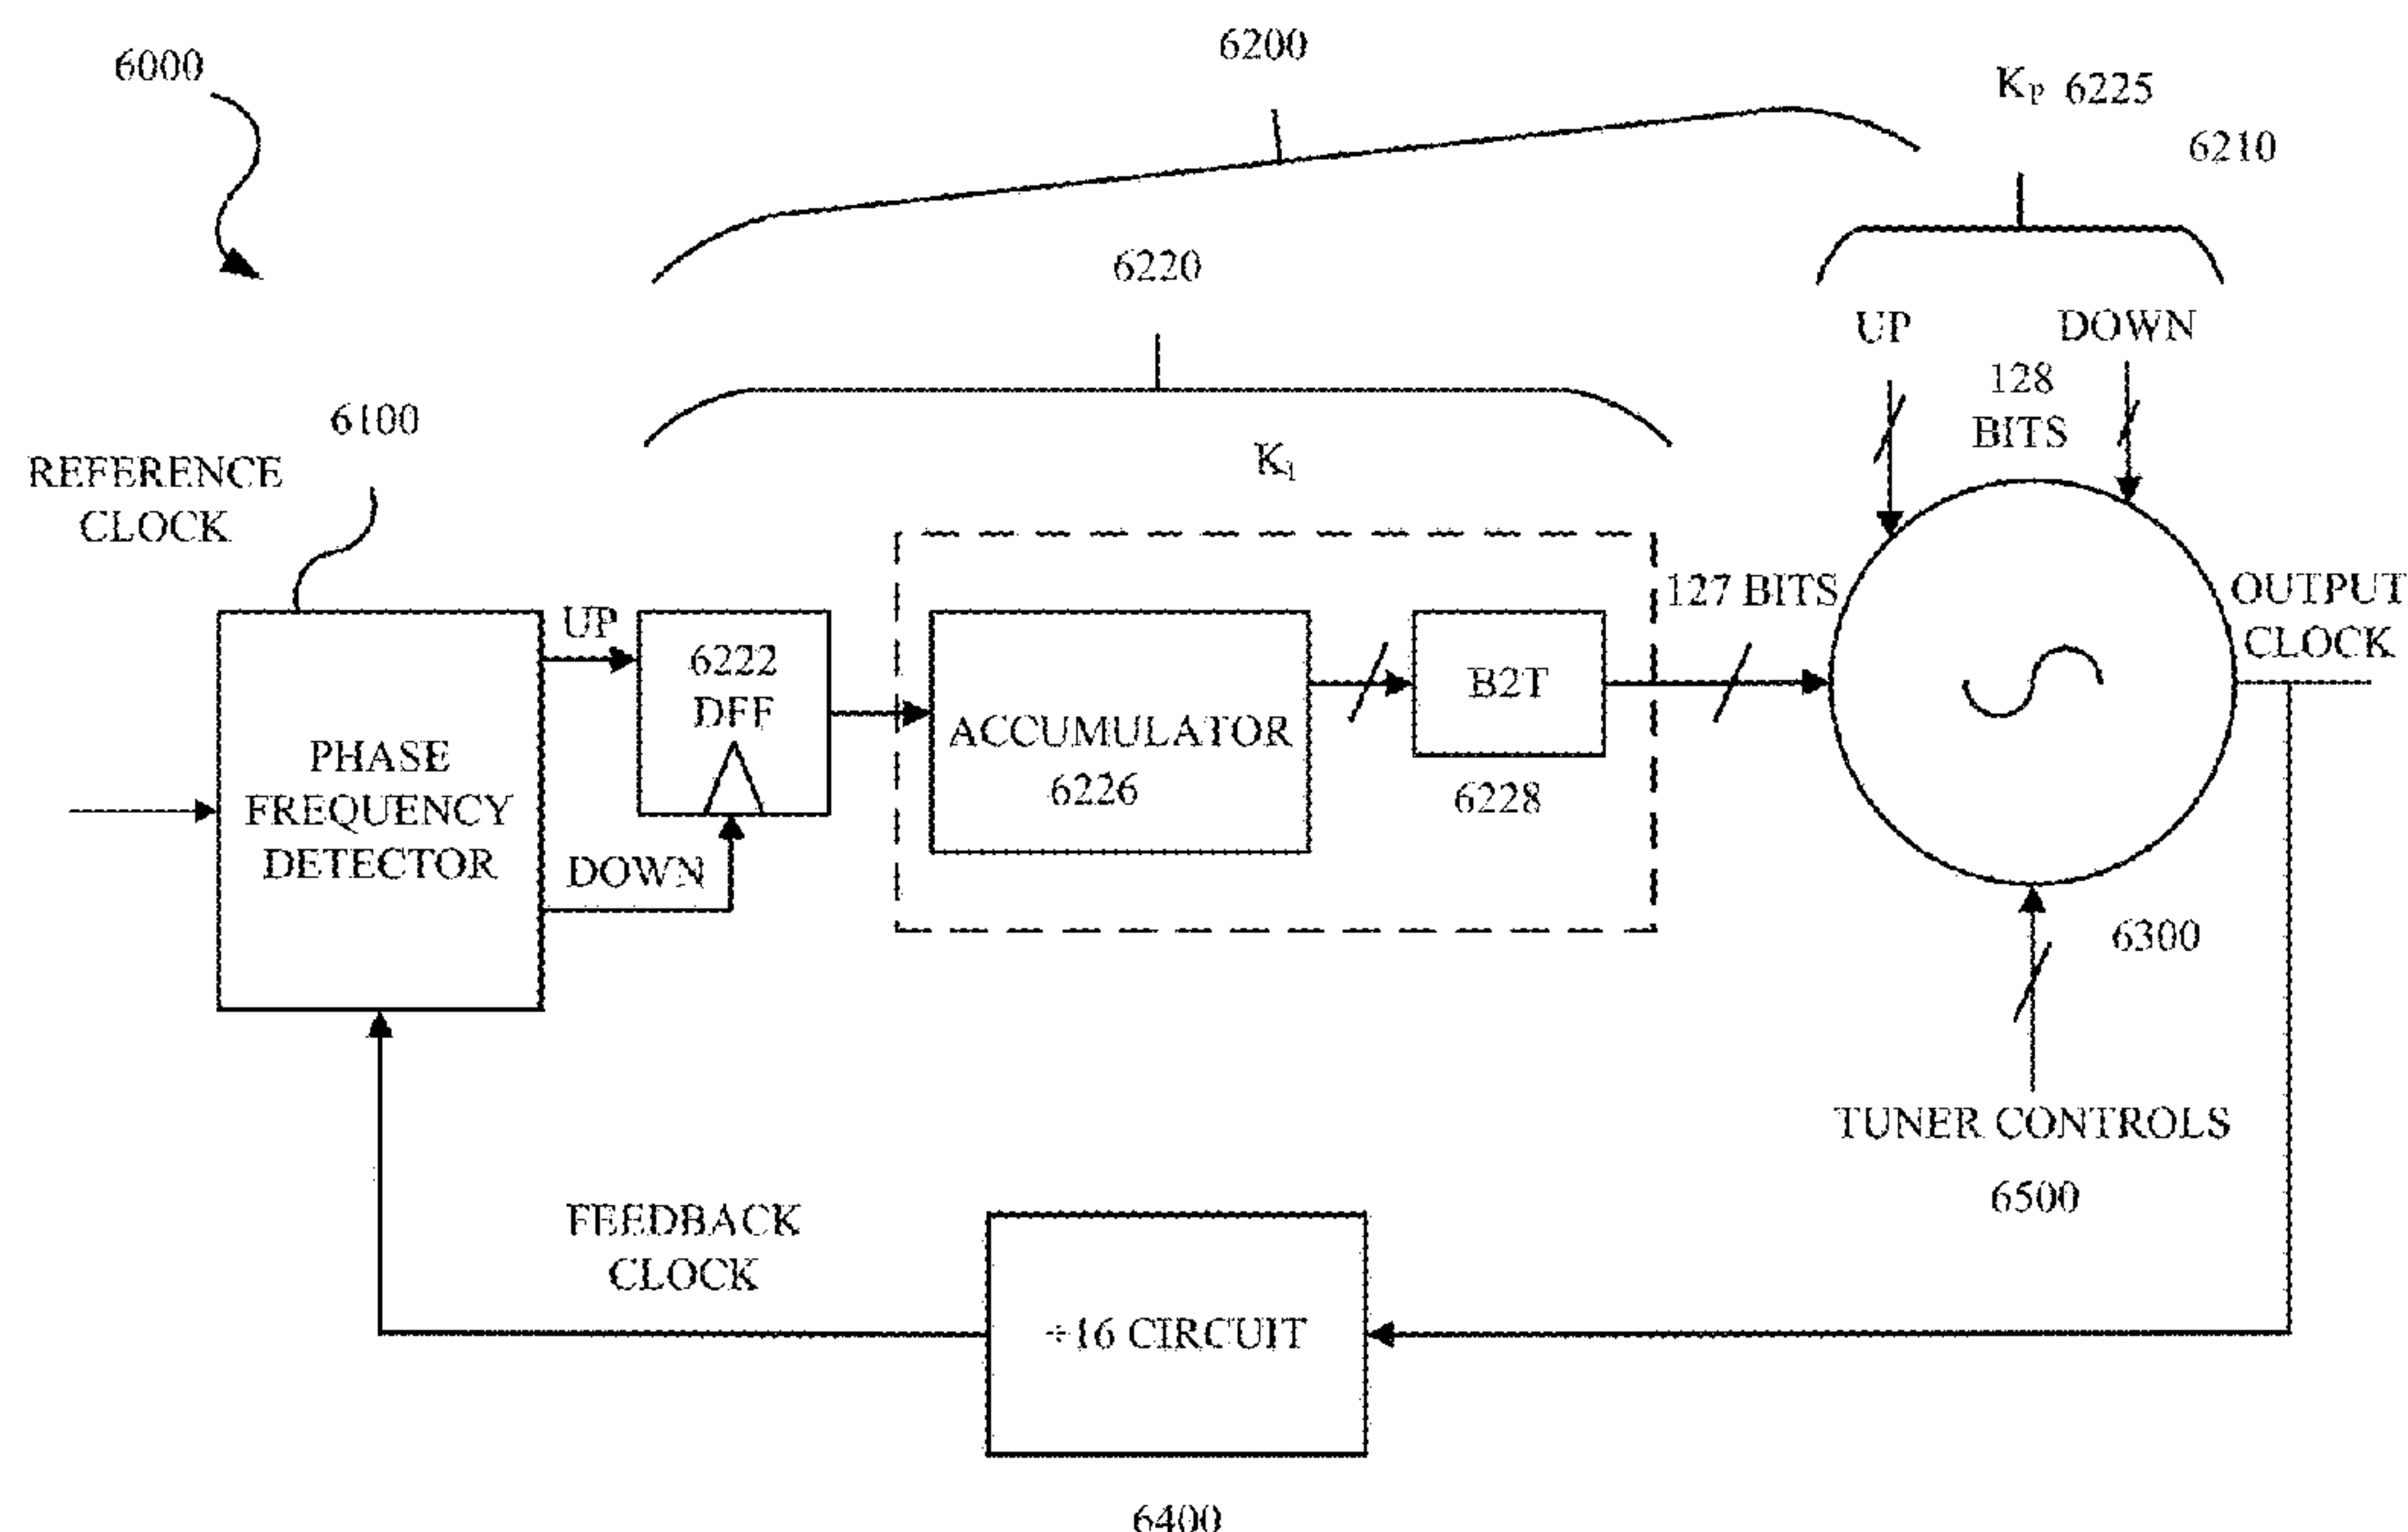 6000
6200
Kp 6225
6210
6220
UP
DOWN
128
BITS
6100
REFERENCE
CLOCK
KI
127 BITS
OUTPUT
CLOCK
UP
6222
DFF
B2T
ACCUMULATOR
6226
6228
PHASE
FREQUENCY
DETECTOR
DOWN
6300
TUNER CONTROLS
6500
FEEDBACK
CLOCK
÷16 CIRCUIT
6400